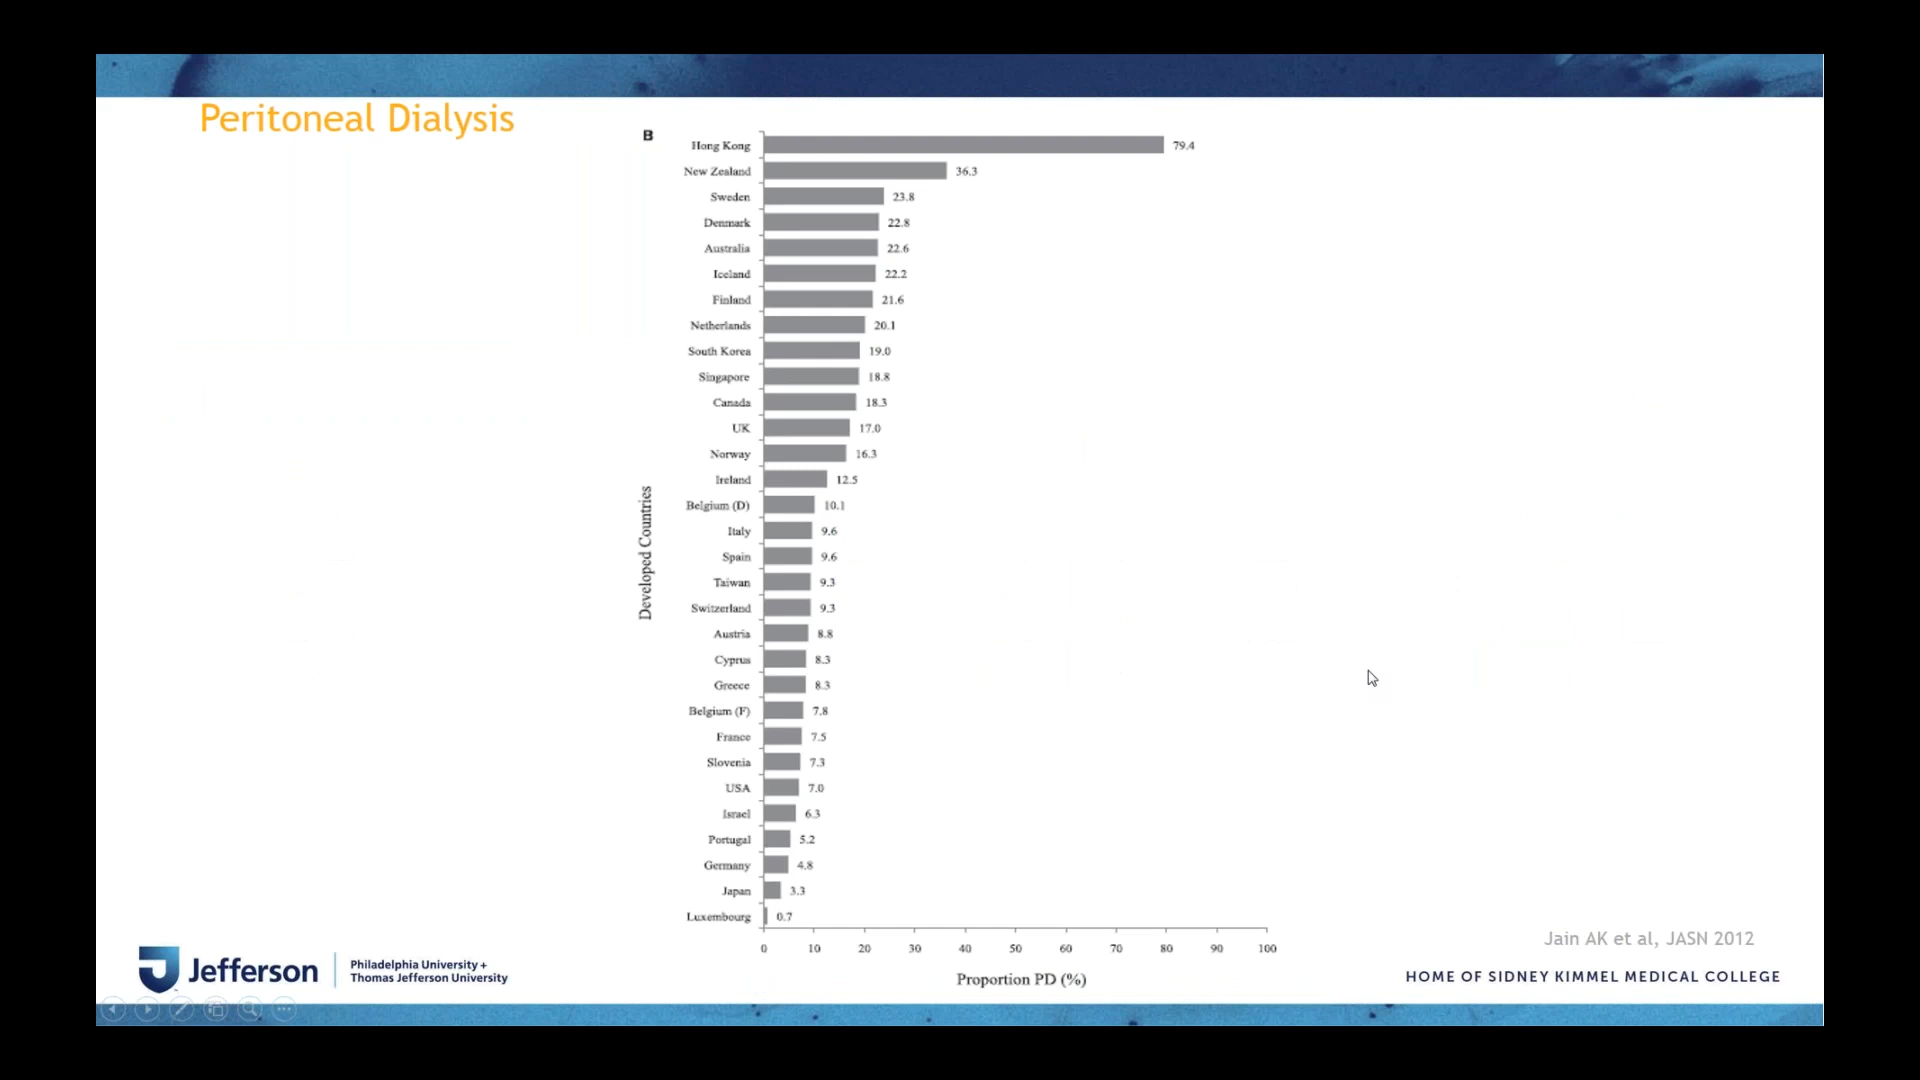 Peritoneal Dialysis
B
Hong Kong 79.4
New Zealand 36.3
Sweden 23.8
Denmark 22.8
Australia 22.6
Iceland 22.2
Finland 21.6
Netherlands 20.1
South Korea 19.0
Singapore 18.8
Canada 18.3
UK 17.0
Norway 16.3
Ireland 12.5
Belgium (D) 10.1
Italy 9.6
Spain 9.6
Taiwan 9.3
Switzerland 9.3
Austria 8.8
Cyprus 8.3
Greece 8.3
Belgium (F) 7.8
France 7.5
Slovenia 7.3
USA 7.0
Israel 6.3
Portugal 5.2
Germany 4.8
Japan 3.3
Luxembourg 0.7
Developed Countries
0 10 20 30 40 50 60 70 80 90 100
Proportion PD (%)
Jain AK et al, JASN 2012
Jefferson
Philadelphia University +
Thomas Jefferson University
HOME OF SIDNEY KIMMEL MEDICAL COLLEGE